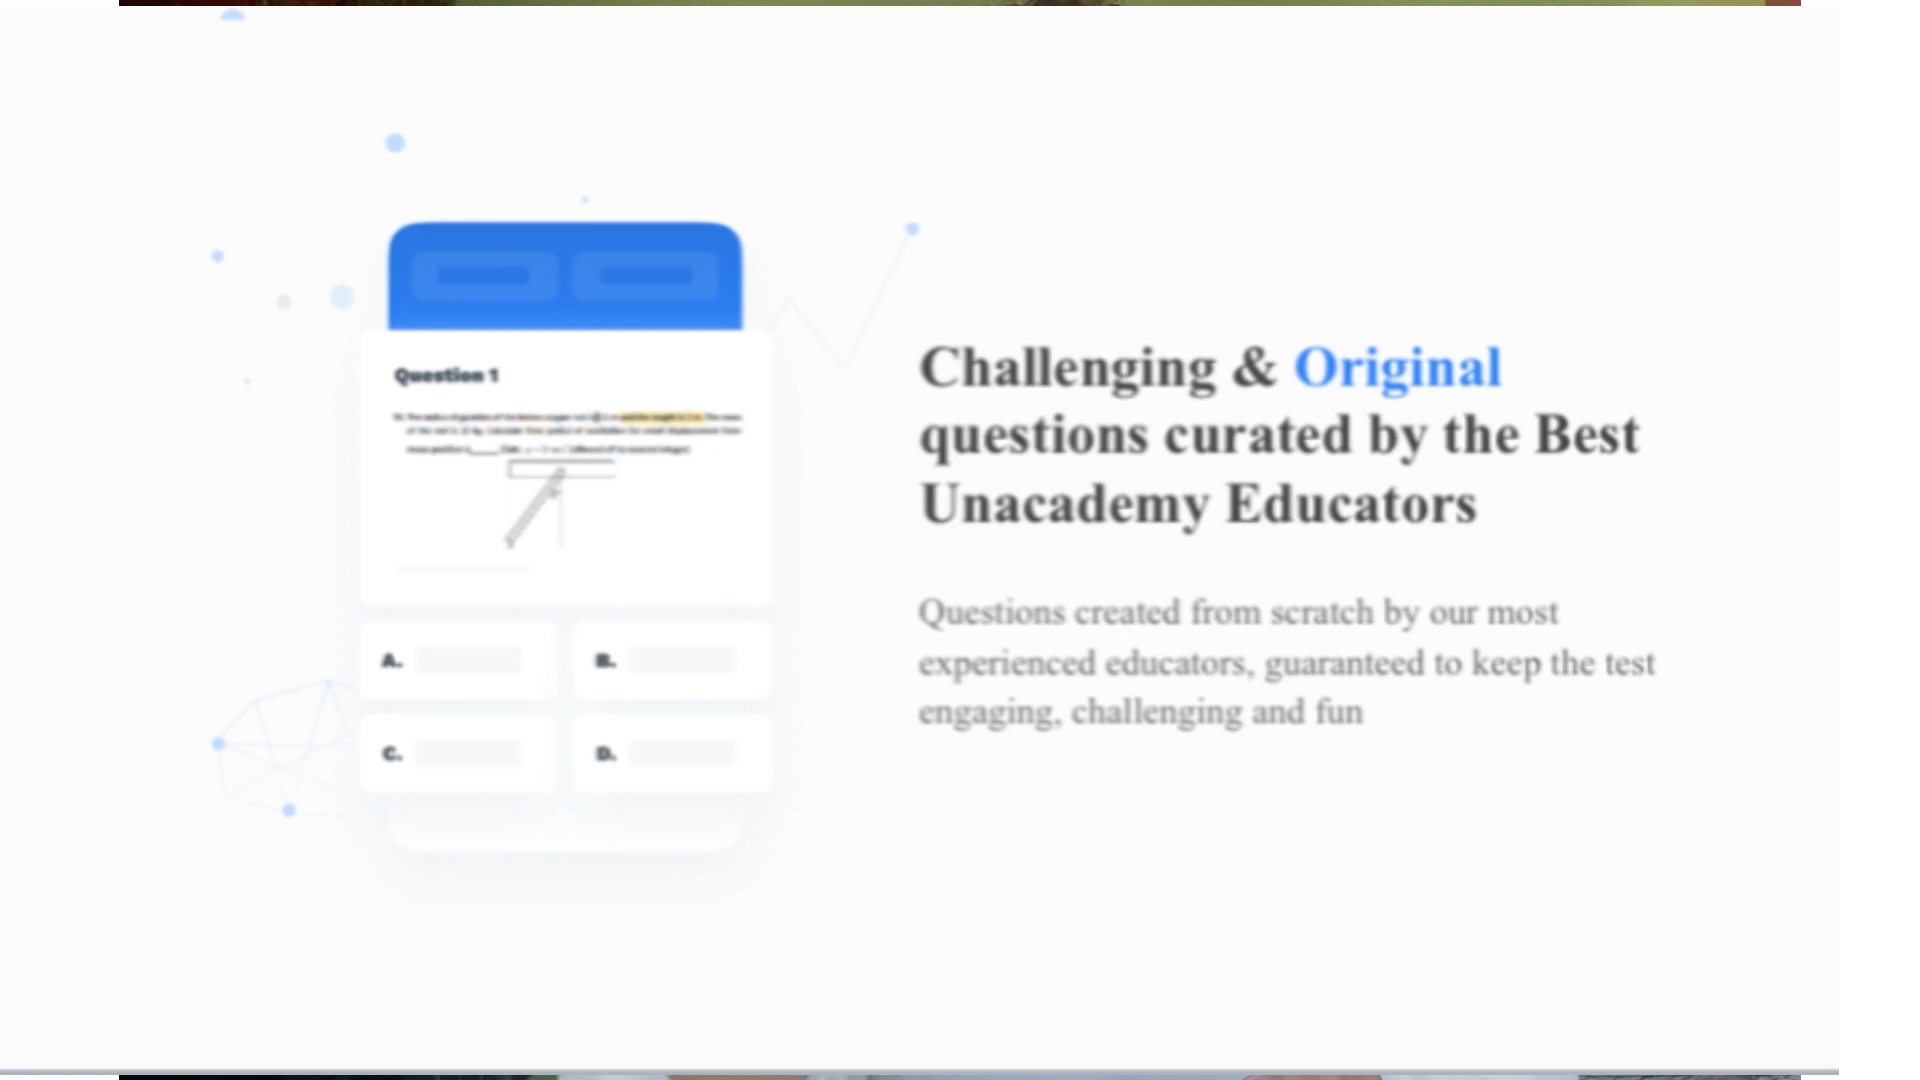 Question 1
A.
B.
C.
D.
Challenging & Original
questions curated by the Best
Unacademy Educators
Questions created from scratch by our most
experienced educators, guaranteed to keep the test
engaging, challenging and fun